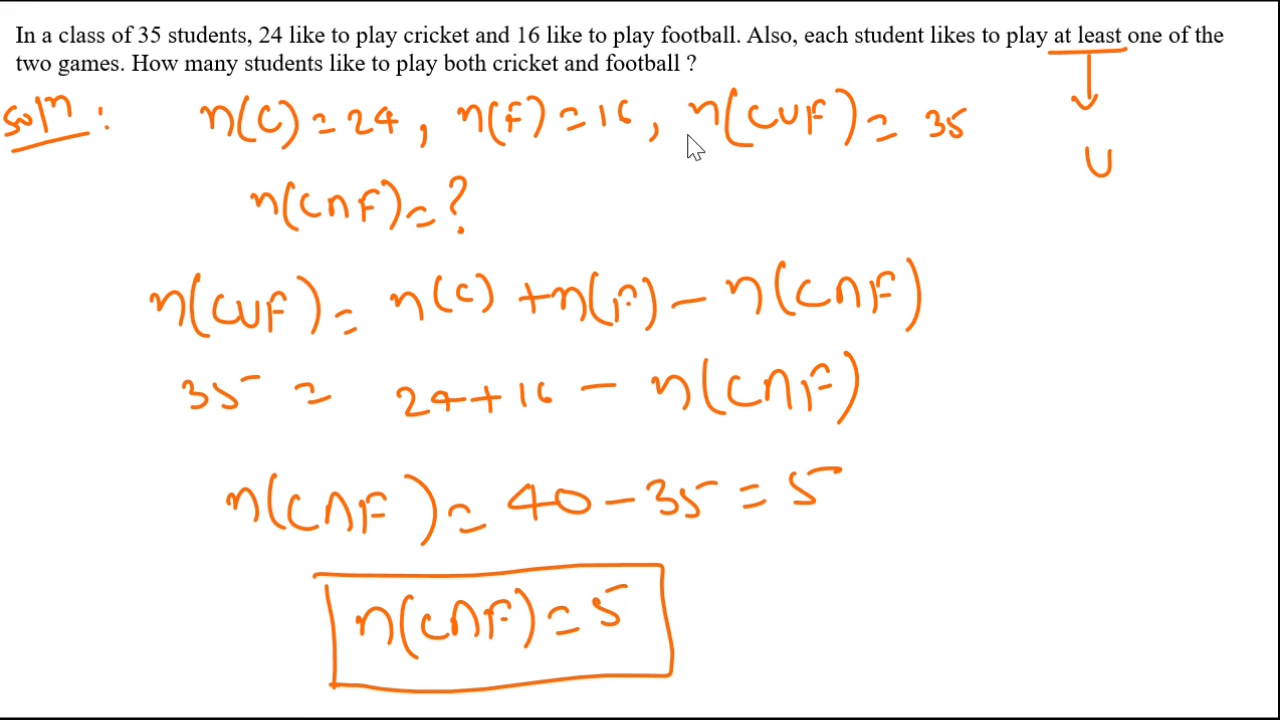 In a class of 35 students, 24 like to play cricket and 16 like to play football. Also, each student likes to play at least one of the
two games. How many students like to play both cricket and football ?
Soln : n(C) = 24 , n(F) = 16 , n(CUF) = 35
U
n(C∩F) = ?
n(CUF) = n(C) + n(F) - n(C∩F)
35 = 24 + 16 - n(C∩F)
n(C∩F) = 40 - 35 = 5
n(C∩F) = 5